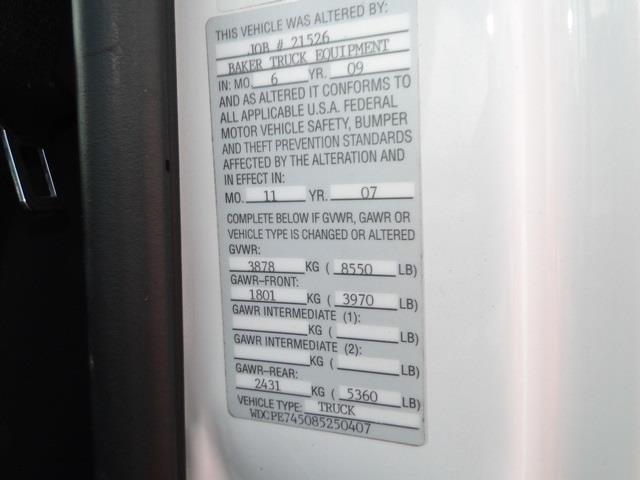 THIS VEHICLE WAS ALTERED BY:
JOB # 21526
BAKER TRUCK EQUIPMENT
IN: MO. 6 YR. 09
AND AS ALTERED IT CONFORMS TO
ALL APPLICABLE U.S.A. FEDERAL
MOTOR VEHICLE SAFETY, BUMPER
AND THEFT PREVENTION STANDARDS
AFFECTED BY THE ALTERATION AND
IN EFFECT IN:
MO. 11 YR. 07
COMPLETE BELOW IF GVWR, GAWR OR
VEHICLE TYPE IS CHANGED OR ALTERED
GVWR:
3878 KG ( 8550 LB)
GAWR-FRONT:
1801 KG ( 3970 LB)
GAWR INTERMEDIATE (1):
KG ( LB)
GAWR INTERMEDIATE (2):
KG ( LB)
GAWR-REAR:
2431 KG ( 5360 LB)
VEHICLE TYPE: TRUCK
WDCPE745085250407